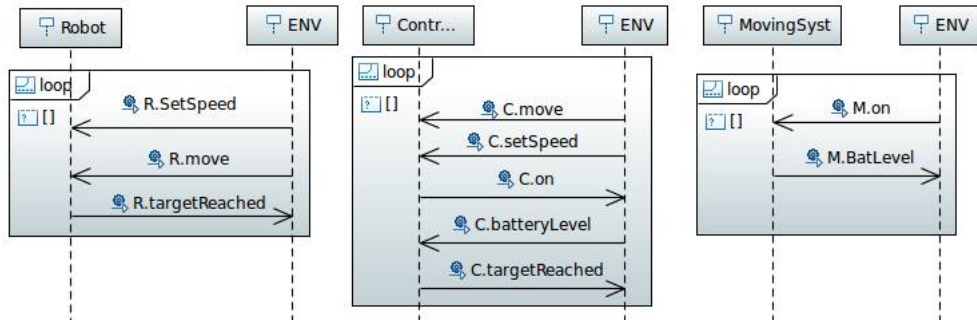 Robot
ENV
loop
[]
R.SetSpeed
R.move
R.targetReached
Contr...
ENV
loop
[]
C.move
C.setSpeed
C.on
C.batteryLevel
C.targetReached
MovingSyst
ENV
loop
[]
M.on
M.BatLevel